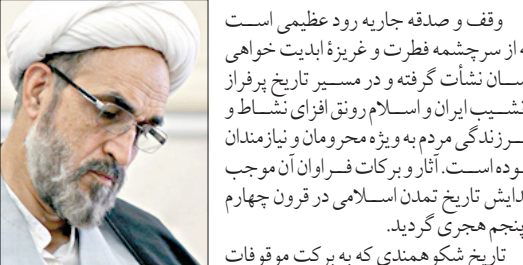 وقف و صدقه جاریه رود عظیمی است
از سرچشمه فطرت و غریزهٔ ابدیت خواهی
نشأت گرفته و در مسیر تاریخ پرفراز
ایران و اسلام رونق افزای نشاط و
مردم به ویژه محرومان و نیازمندان
است. آثار و برکات فراوان آن موجب
تاریخ تمدن اسلامی در قرون چهارم
پنجم هجری گردید.
تاریخ شکوهمندی که به برکت موقوفات